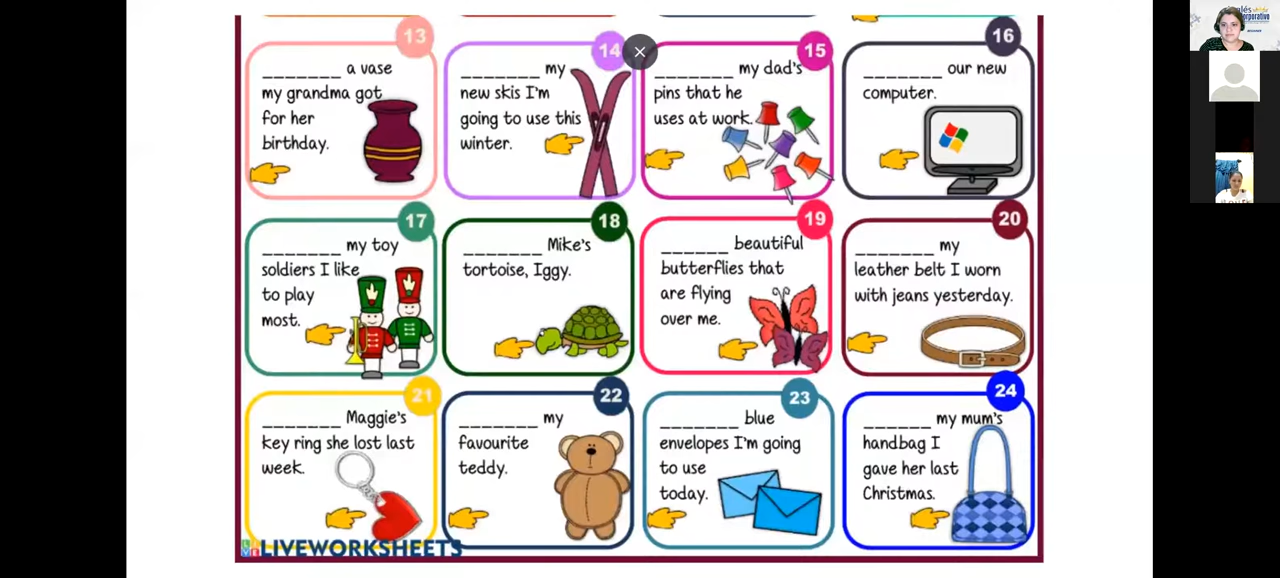 13
_______ a vase
my grandma got
for her
birthday.
14
_______ my
new skis I'm
going to use this
winter.
15
_______ my dad's
pins that he
uses at work.
16
_______ our new
computer.
17
_______ my toy
soldiers I like
to play
most.
18
_______ Mike's
tortoise, Iggy.
19
______ beautiful
butterflies that
are flying
over me.
20
_______ my
leather belt I worn
with jeans yesterday.
21
_______ Maggie's
key ring she lost last
week.
22
_______ my
favourite
teddy.
23
_______ blue
envelopes I'm going
to use
today.
24
______ my mum's
handbag I
gave her last
Christmas.
LIVEWORKSHEETS